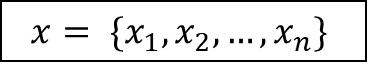 x = {x₁, x₂, …, xₙ}